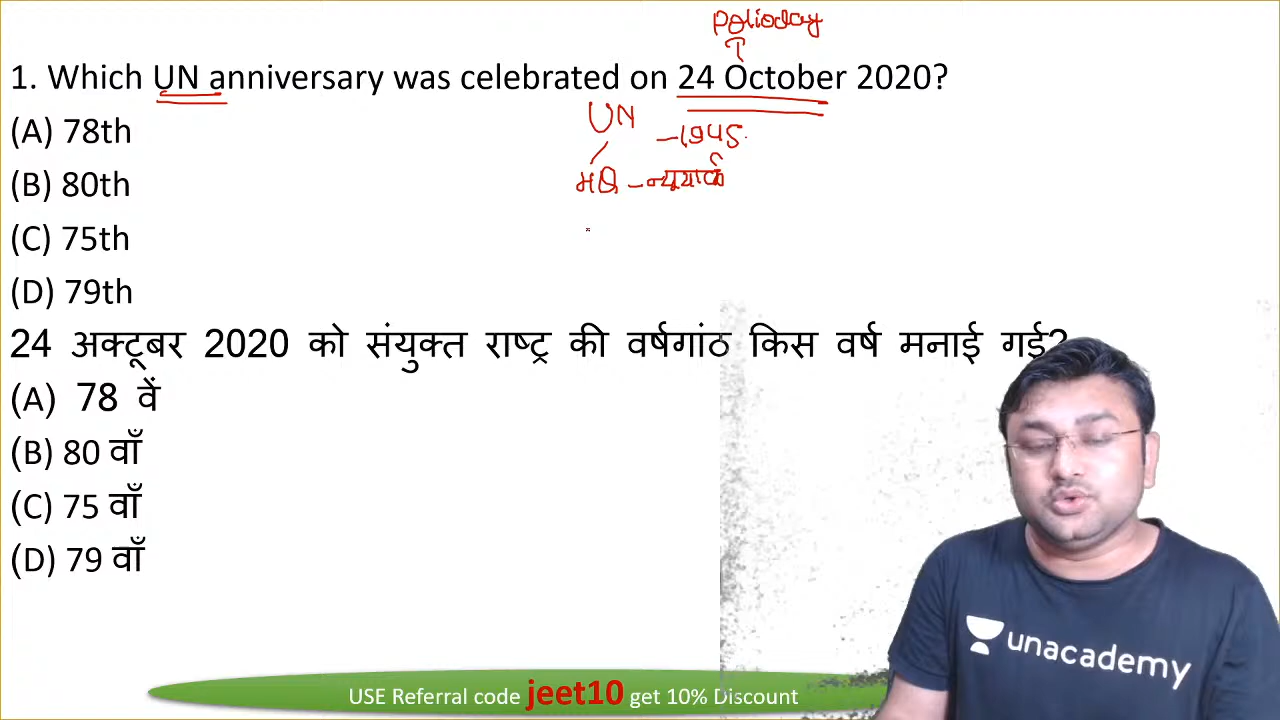 Polioday
1. Which UN anniversary was celebrated on 24 October 2020?
UN
-1945
(A) 78th
(B) 80th
न्यूयार्क
(C) 75th
(D) 79th
24 अक्टूबर 2020 को संयुक्त राष्ट्र की वर्षगांठ किस वर्ष मनाई गई?
(A) 78 वें
(B) 80 वाँ
(C) 75 वाँ
(D) 79 वाँ
unacademy
USE Referral code jeet10 get 10% Discount